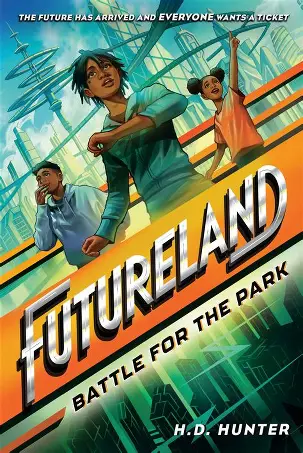 THE FUTURE HAS ARRIVED AND EVERYONE WANTS A TICKET
FUTURELAND
BATTLE FOR THE PARK
H.D. HUNTER